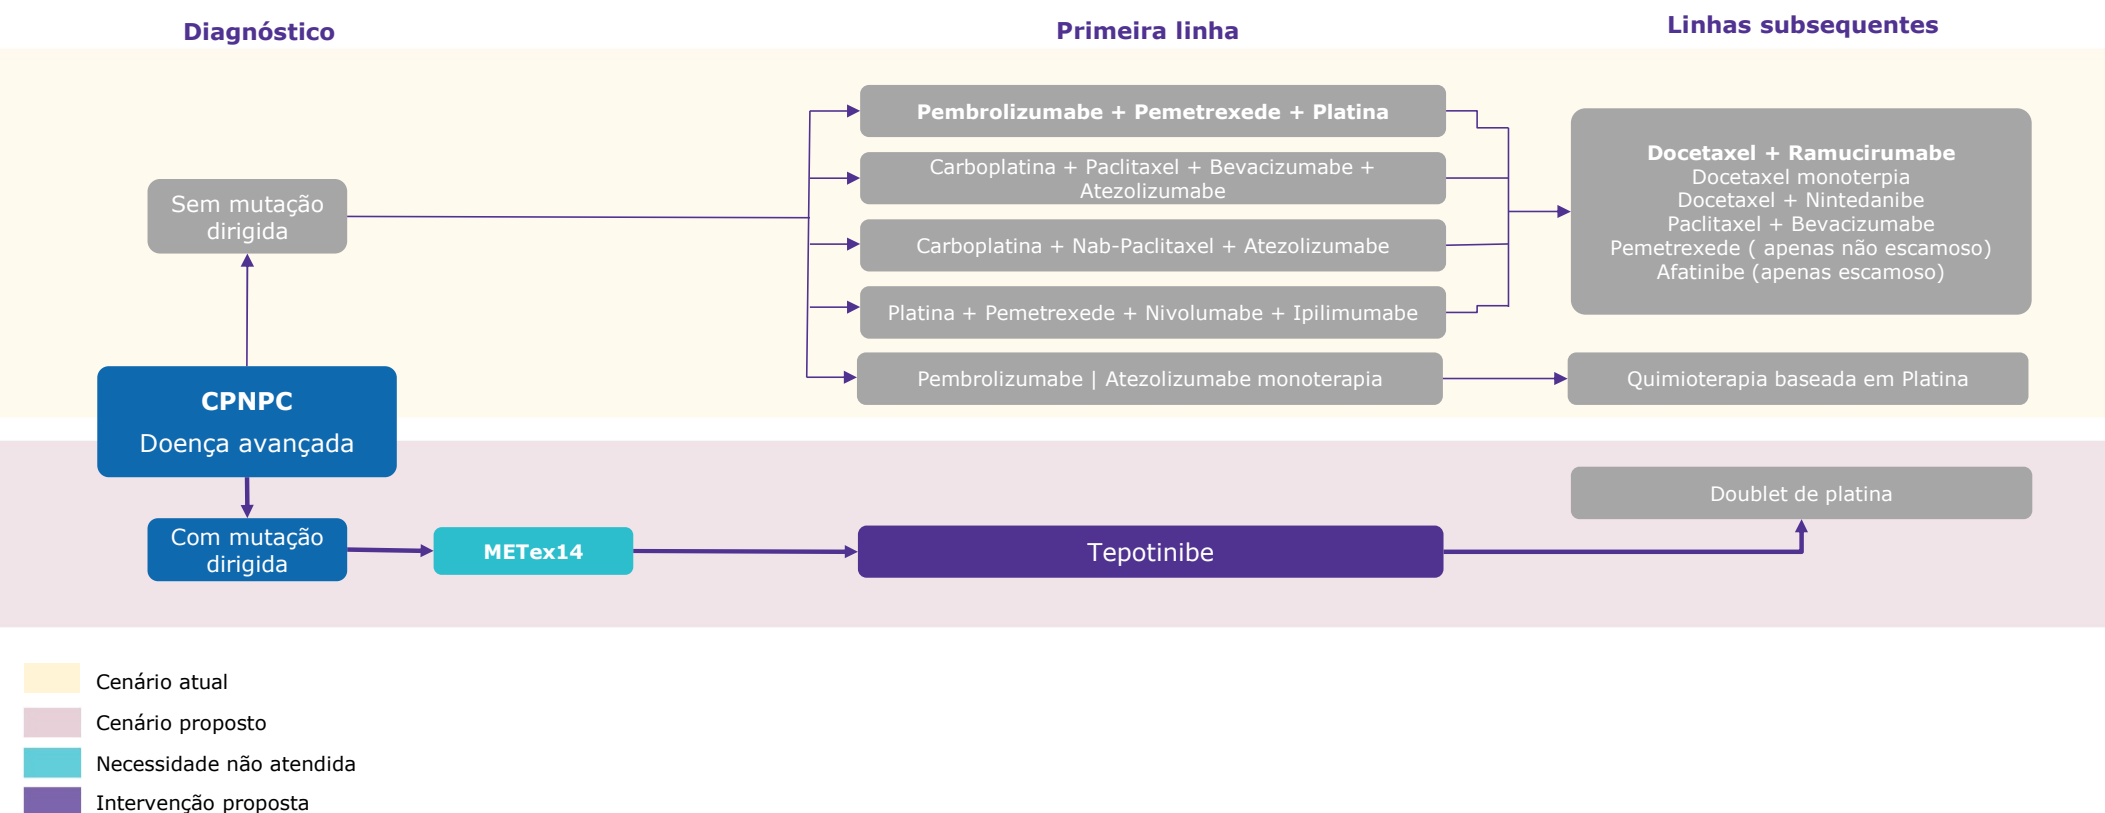 Diagnóstico
Primeira linha
Linhas subsequentes
Pembrolizumabe + Pemetrexede + Platina
Carboplatina + Paclitaxel + Bevacizumabe +
Atezolizumabe
Sem mutação
dirigida
Carboplatina + Nab-Paclitaxel + Atezolizumabe
Platina + Pemetrexede + Nivolumabe + Ipilimumabe
Pembrolizumabe | Atezolizumabe monoterapia
Docetaxel + Ramucirumabe
Docetaxel monoterpia
Docetaxel + Nintedanibe
Paclitaxel + Bevacizumabe
Pemetrexede ( apenas não escamoso)
Afatinibe (apenas escamoso)
Quimioterapia baseada em Platina
CPNPC
Doença avançada
Com mutação
dirigida
METex14
Tepotinibe
Doublet de platina
Cenário atual
Cenário proposto
Necessidade não atendida
Intervenção proposta